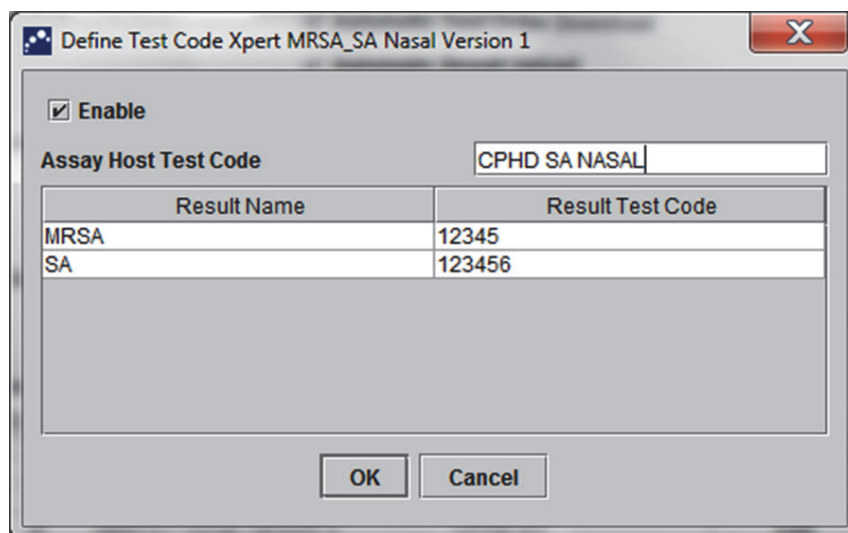 Define Test Code Xpert MRSA_SA Nasal Version 1
Enable
Assay Host Test Code CPHD SA NASAL
Result Name Result Test Code
MRSA 12345
SA 123456
OK Cancel